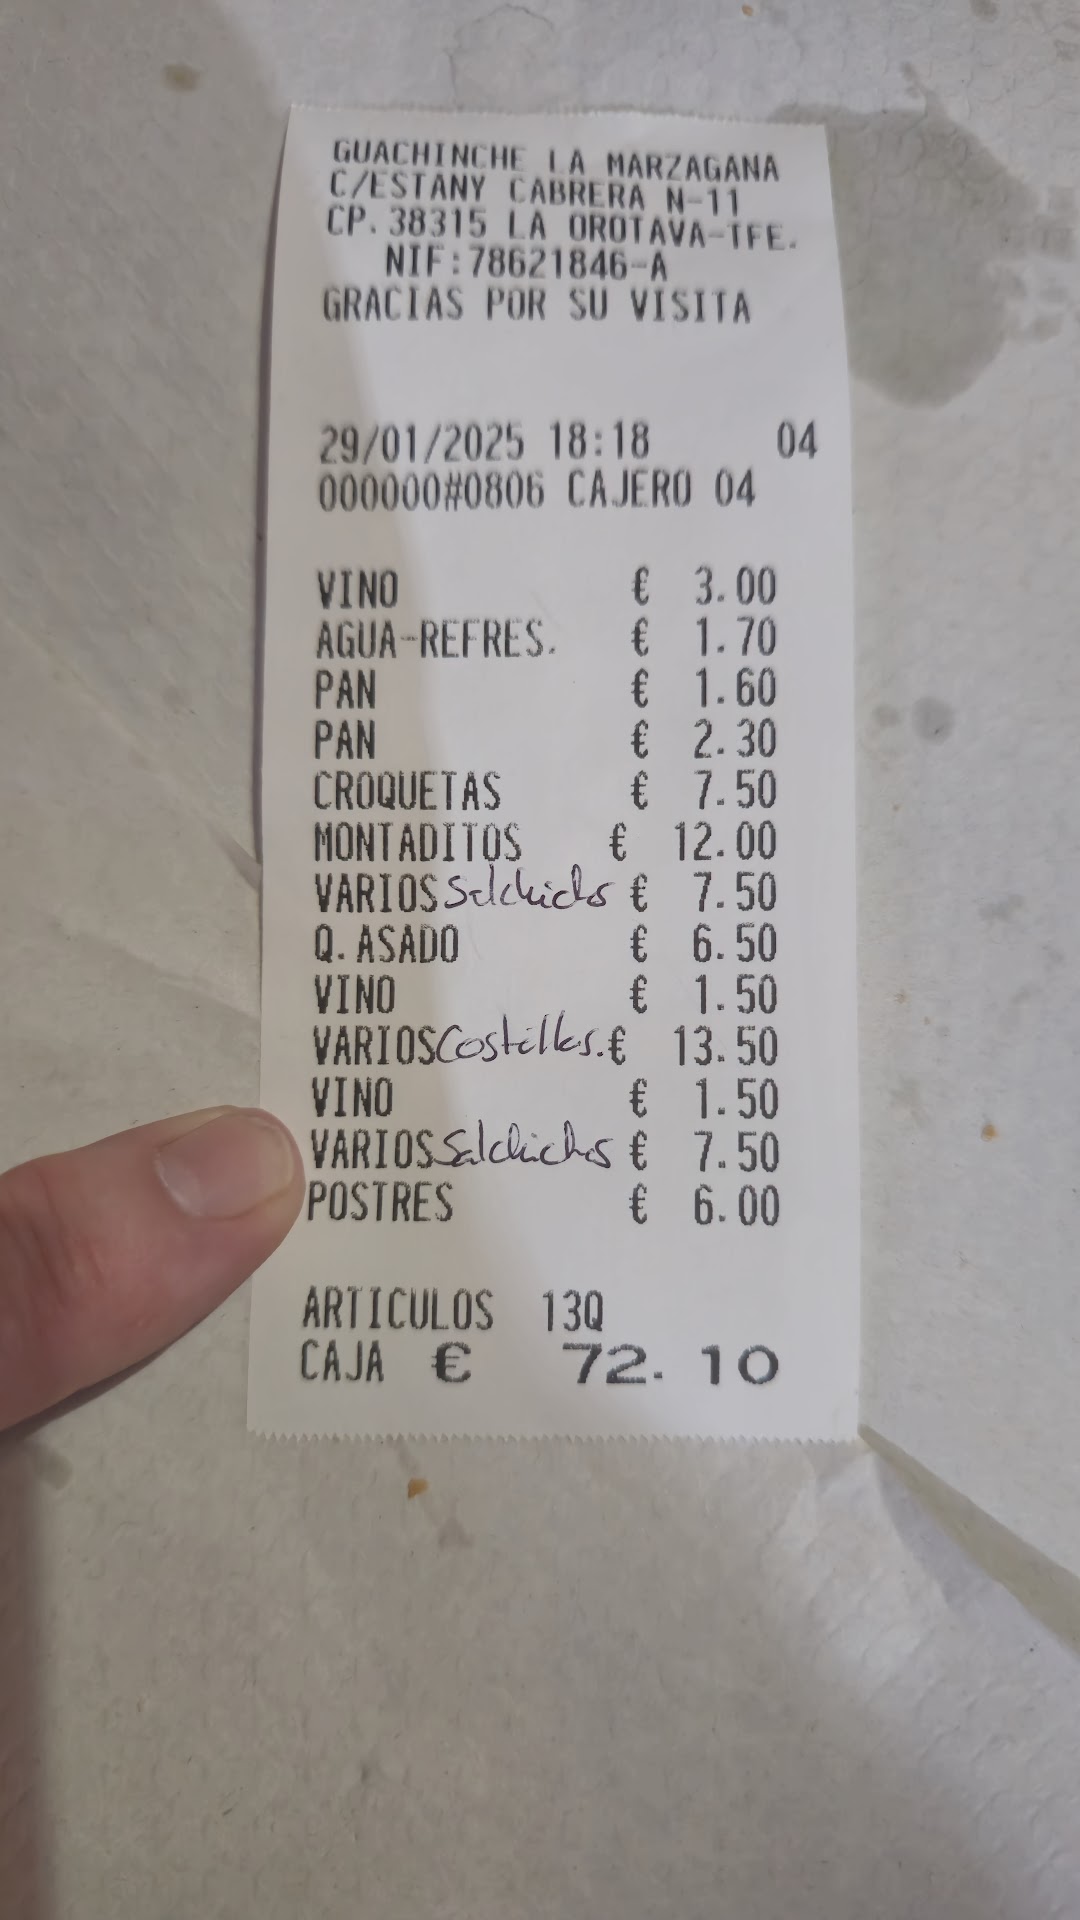 GUACHINCHE LA MARZAGANA
C/ESTANY CABRERA N-11
CP.38315 LA OROTAVA-TFE.
NIF:78621846-A
GRACIAS POR SU VISITA
29/01/2025 18:18 04
000000#0806 CAJERO 04
VINO € 3.00
AGUA-REFRES. € 1.70
PAN € 1.60
PAN € 2.30
CROQUETAS € 7.50
MONTADITOS € 12.00
VARIOS Salchichas € 7.50
Q.ASADO € 6.50
VINO € 1.50
VARIOS Costillas. € 13.50
VINO € 1.50
VARIOS Salchichas € 7.50
POSTRES € 6.00
ARTICULOS 13Q
CAJA € 72.10